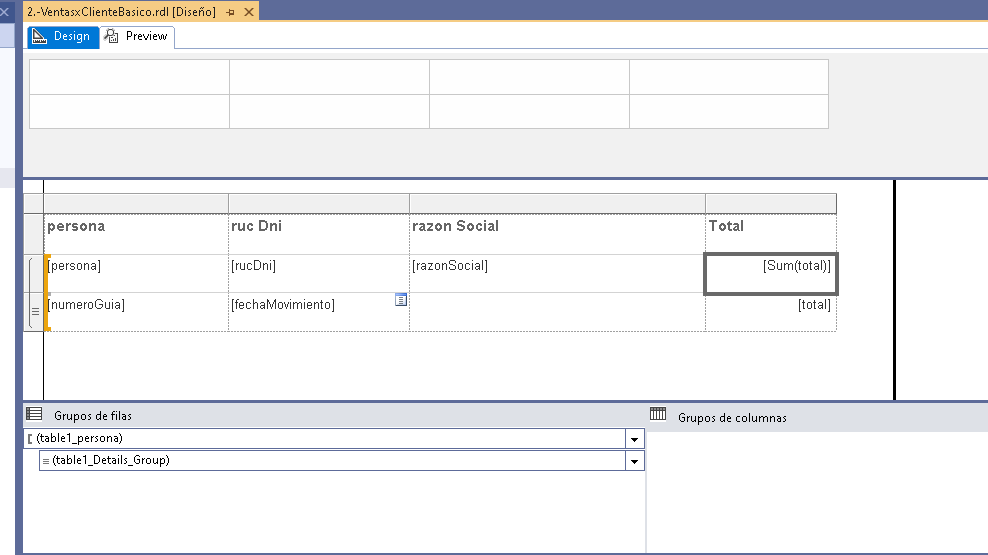 2.-VentasxClienteBasico.rdl [Diseño]
Design Preview
persona ruc Dni razon Social Total
[persona] [rucDni] [razonSocial] [Sum(total)]
[numeroGuia] [fechaMovimiento] [total]
Grupos de filas Grupos de columnas
(table1_persona)
(table1_Details_Group)